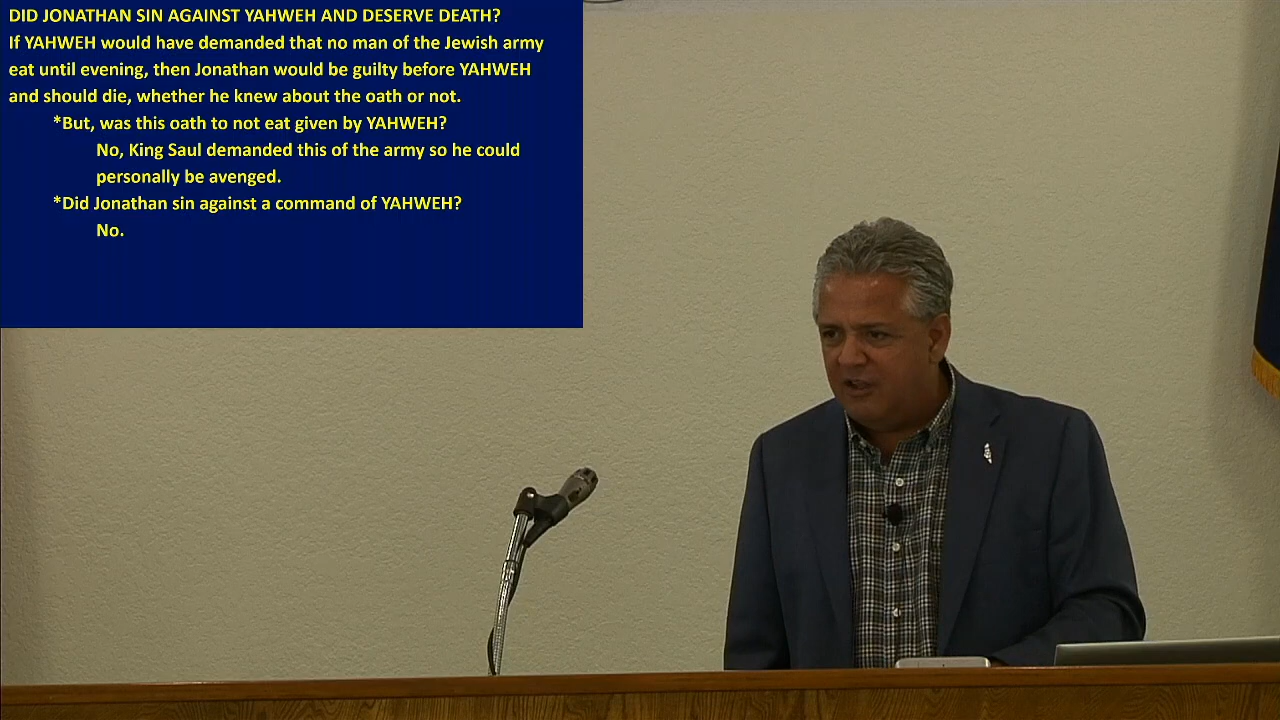 DID JONATHAN SIN AGAINST YAHWEH AND DESERVE DEATH?
If YAHWEH would have demanded that no man of the Jewish army
eat until evening, then Jonathan would be guilty before YAHWEH
and should die, whether he knew about the oath or not.
*But, was this oath to not eat given by YAHWEH?
No, King Saul demanded this of the army so he could
personally be avenged.
*Did Jonathan sin against a command of YAHWEH?
No.